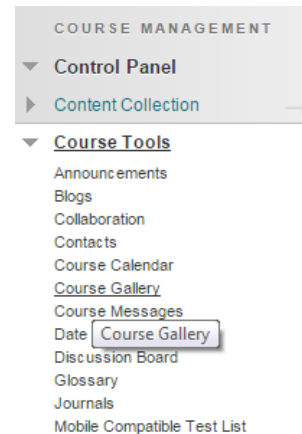 COURSE MANAGEMENT
Control Panel
Content Collection
Course Tools
Announcements
Blogs
Collaboration
Contacts
Course Calendar
Course Gallery
Course Messages
Date Course Gallery
Discussion Board
Glossary
Journals
Mobile Compatible Test List